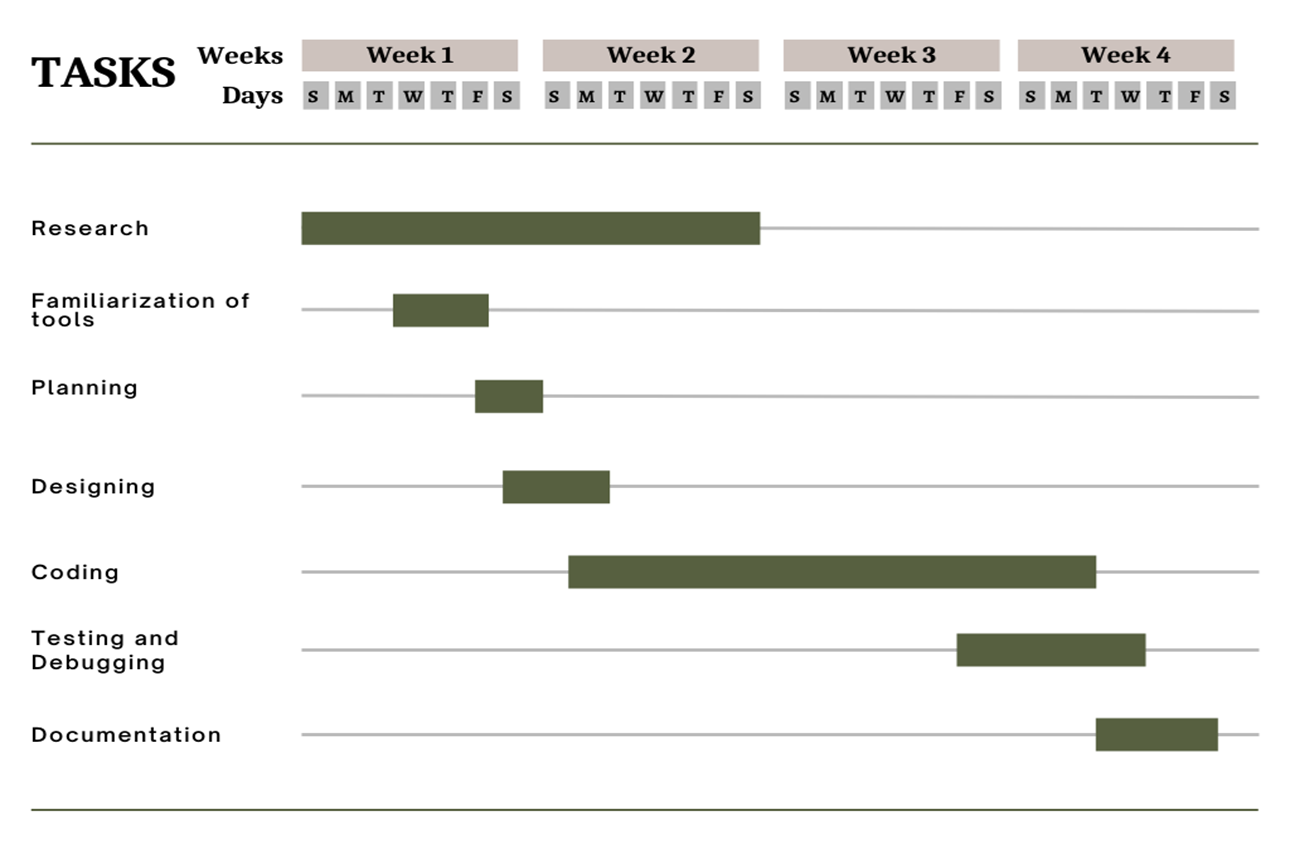 TASKS
Weeks Week 1 Week 2 Week 3 Week 4
Days S M T W T F S S M T W T F S S M T W T F S S M T W T F S
Research
Familiarization of
tools
Planning
Designing
Coding
Testing and
Debugging
Documentation